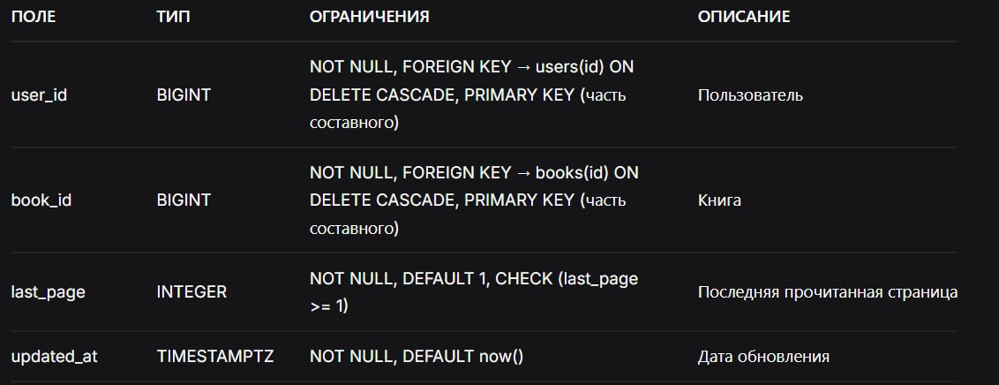 ПОЛЕ ТИП ОГРАНИЧЕНИЯ ОПИСАНИЕ
NOT NULL, FOREIGN KEY → users(id) ON
user_id BIGINT DELETE CASCADE, PRIMARY KEY (часть Пользователь
составного)
NOT NULL, FOREIGN KEY → books(id) ON
book_id BIGINT DELETE CASCADE, PRIMARY KEY (часть Книга
составного)
NOT NULL, DEFAULT 1, CHECK (last_page
last_page INTEGER Последняя прочитанная страница
>= 1)
updated_at TIMESTAMPTZ NOT NULL, DEFAULT now() Дата обновления